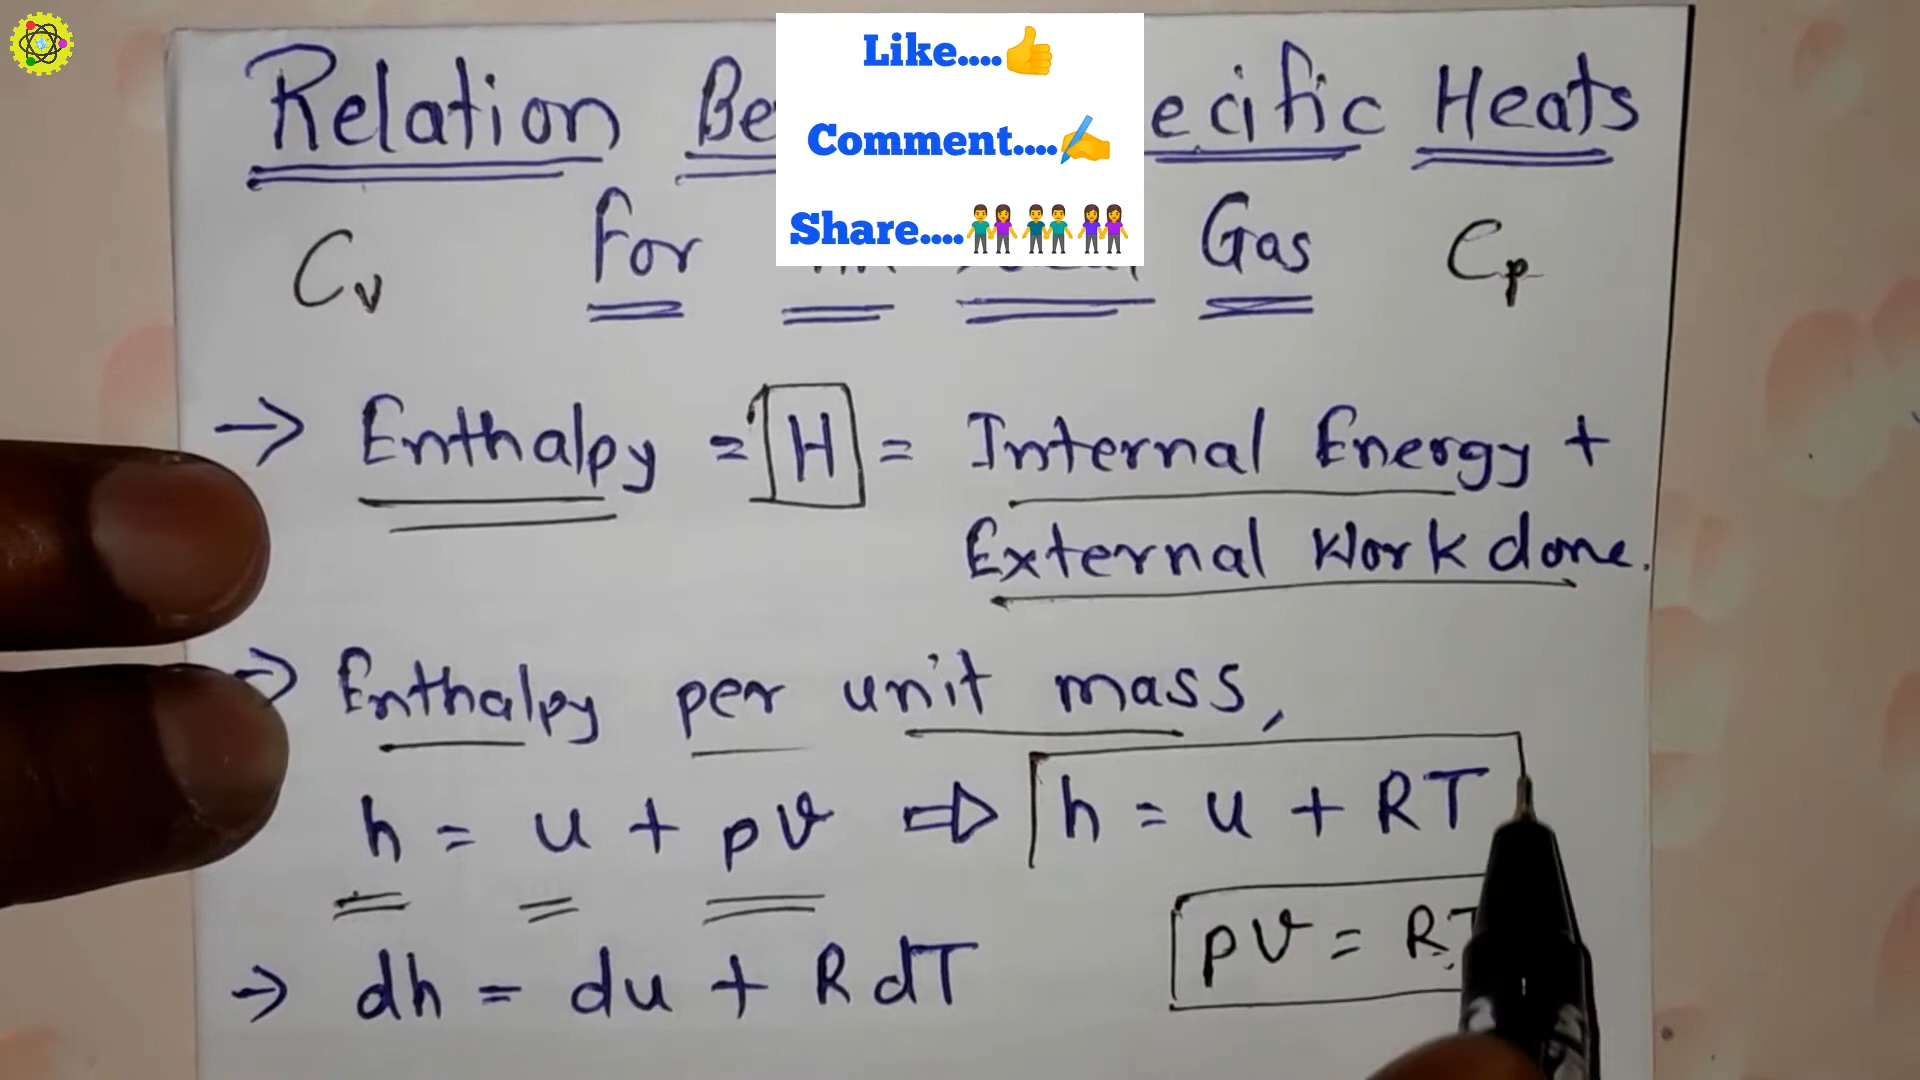 Like....👍
Comment....✍
Share....👫👬👭
Relation Be ecific Heats
Cv For Gas Cp
→ Enthalpy = H = Internal Energy +
External Work done.
→ Enthalpy per unit mass,
h = u + pv ⇒ h = u + RT
pv = RT
→ dh = du + RdT